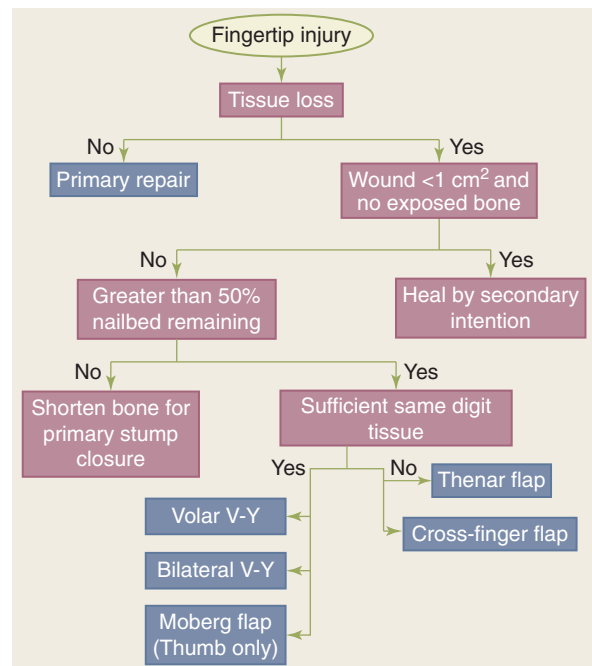 Fingertip injury
Tissue loss
No
Yes
Primary repair
Wound <1 cm² and
no exposed bone
No
Yes
Greater than 50%
nailbed remaining
Heal by secondary
intention
No
Yes
Shorten bone for
primary stump
closure
Sufficient same digit
tissue
Yes
No
Thenar flap
Volar V-Y
Cross-finger flap
Bilateral V-Y
Moberg flap
(Thumb only)